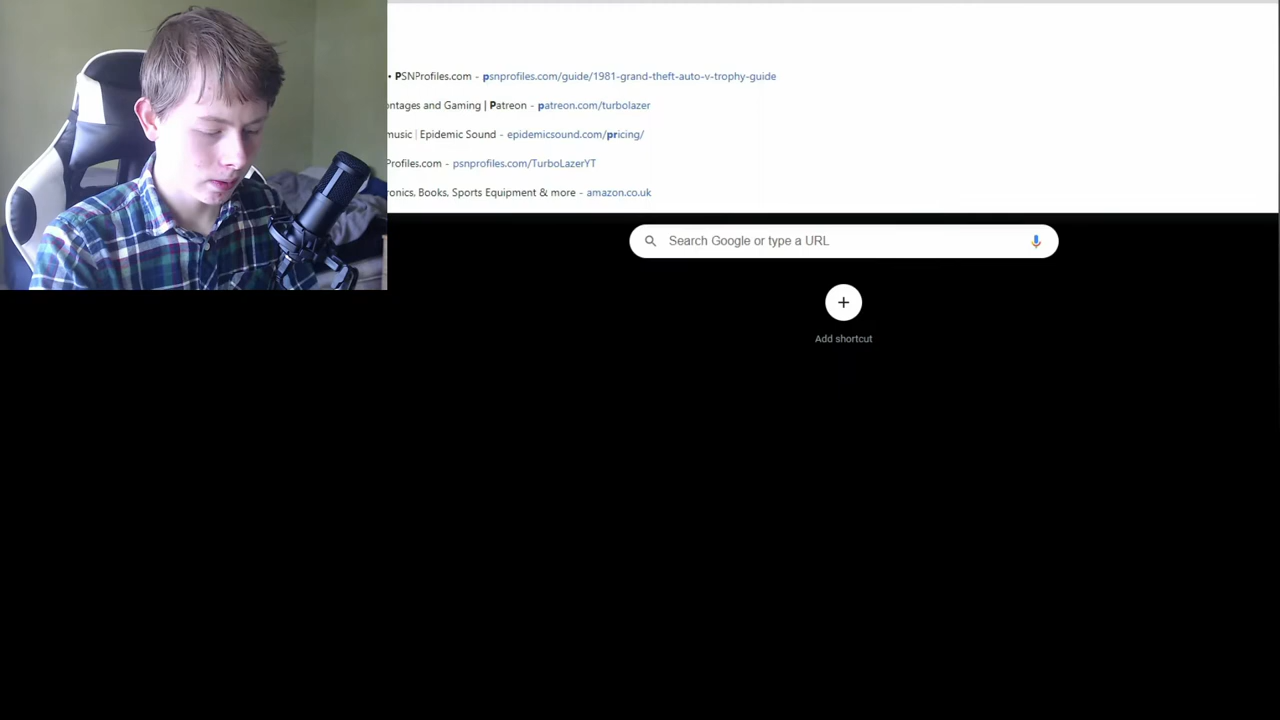 • PSNProfiles.com - psnprofiles.com/guide/1981-grand-theft-auto-v-trophy-guide
ntages and Gaming | Patreon - patreon.com/turbolazer
music | Epidemic Sound - epidemicsound.com/pricing/
Profiles.com - psnprofiles.com/TurboLazerYT
ronics, Books, Sports Equipment & more - amazon.co.uk
Search Google or type a URL
Add shortcut